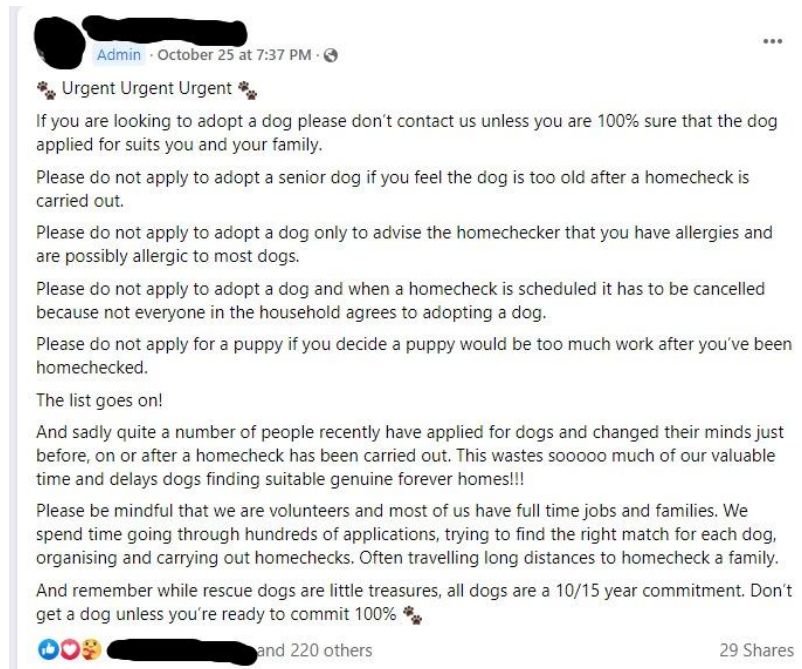 Admin · October 25 at 7:37 PM ·
🐾 Urgent Urgent Urgent 🐾
If you are looking to adopt a dog please don't contact us unless you are 100% sure that the dog
applied for suits you and your family.
Please do not apply to adopt a senior dog if you feel the dog is too old after a homecheck is
carried out.
Please do not apply to adopt a dog only to advise the homechecker that you have allergies and
are possibly allergic to most dogs.
Please do not apply to adopt a dog and when a homecheck is scheduled it has to be cancelled
because not everyone in the household agrees to adopting a dog.
Please do not apply for a puppy if you decide a puppy would be too much work after you've been
homechecked.
The list goes on!
And sadly quite a number of people recently have applied for dogs and changed their minds just
before, on or after a homecheck has been carried out. This wastes sooooo much of our valuable
time and delays dogs finding suitable genuine forever homes!!!
Please be mindful that we are volunteers and most of us have full time jobs and families. We
spend time going through hundreds of applications, trying to find the right match for each dog,
organising and carrying out homechecks. Often travelling long distances to homecheck a family.
And remember while rescue dogs are little treasures, all dogs are a 10/15 year commitment. Don't
get a dog unless you're ready to commit 100% 🐾
and 220 others
29 Shares